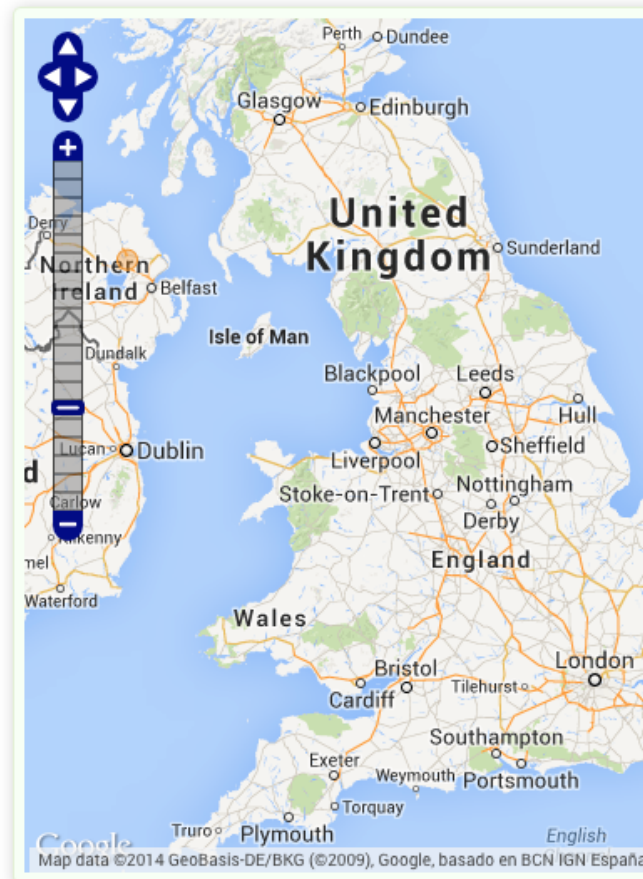 Perth
Dundee
Glasgow
Edinburgh
Derry
United
Kingdom
Sunderland
Northern
Ireland
Belfast
Isle of Man
Dundalk
Blackpool
Leeds
Manchester
Hull
Lucan
Dublin
Liverpool
Sheffield
d
Stoke-on-Trent
Nottingham
Carlow
Derby
Kilkenny
England
mel
Waterford
Wales
Bristol
London
Cardiff
Tilehurst
Southampton
Exeter
Weymouth
Portsmouth
Torquay
Truro
Plymouth
English
Google
Map data ©2014 GeoBasis-DE/BKG (©2009), Google, basado en BCN IGN España